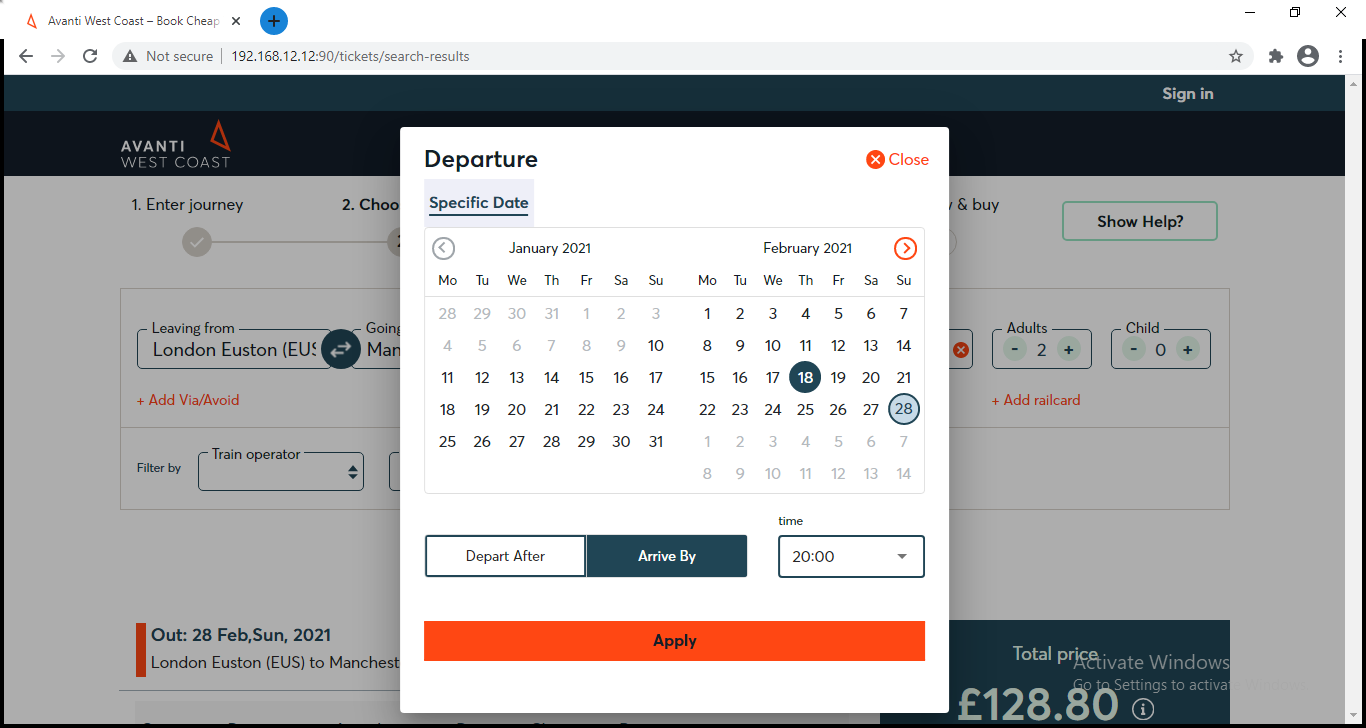 Avanti West Coast – Book Cheap
Not secure 192.168.12.12:90/tickets/search-results
Sign in
AVANTI
WEST COAST
1. Enter journey
2. Choo
& buy
Show Help?
Departure
Close
Specific Date
January 2021 February 2021
Mo Tu We Th Fr Sa Su Mo Tu We Th Fr Sa Su
28 29 30 31 1 2 3 1 2 3 4 5 6 7
4 5 6 7 8 9 10 8 9 10 11 12 13 14
11 12 13 14 15 16 17 15 16 17 18 19 20 21
18 19 20 21 22 23 24 22 23 24 25 26 27 28
25 26 27 28 29 30 31 1 2 3 4 5 6 7
8 9 10 11 12 13 14
Leaving from Going
London Euston (EUS Man
Adults Child
- 2 + - 0 +
+ Add Via/Avoid
+ Add railcard
Filter by Train operator
time
Depart After Arrive By 20:00
Apply
Out: 28 Feb,Sun, 2021
London Euston (EUS) to Manchest
Total price
£128.80
Activate Windows
Go to Settings to activate Windows.